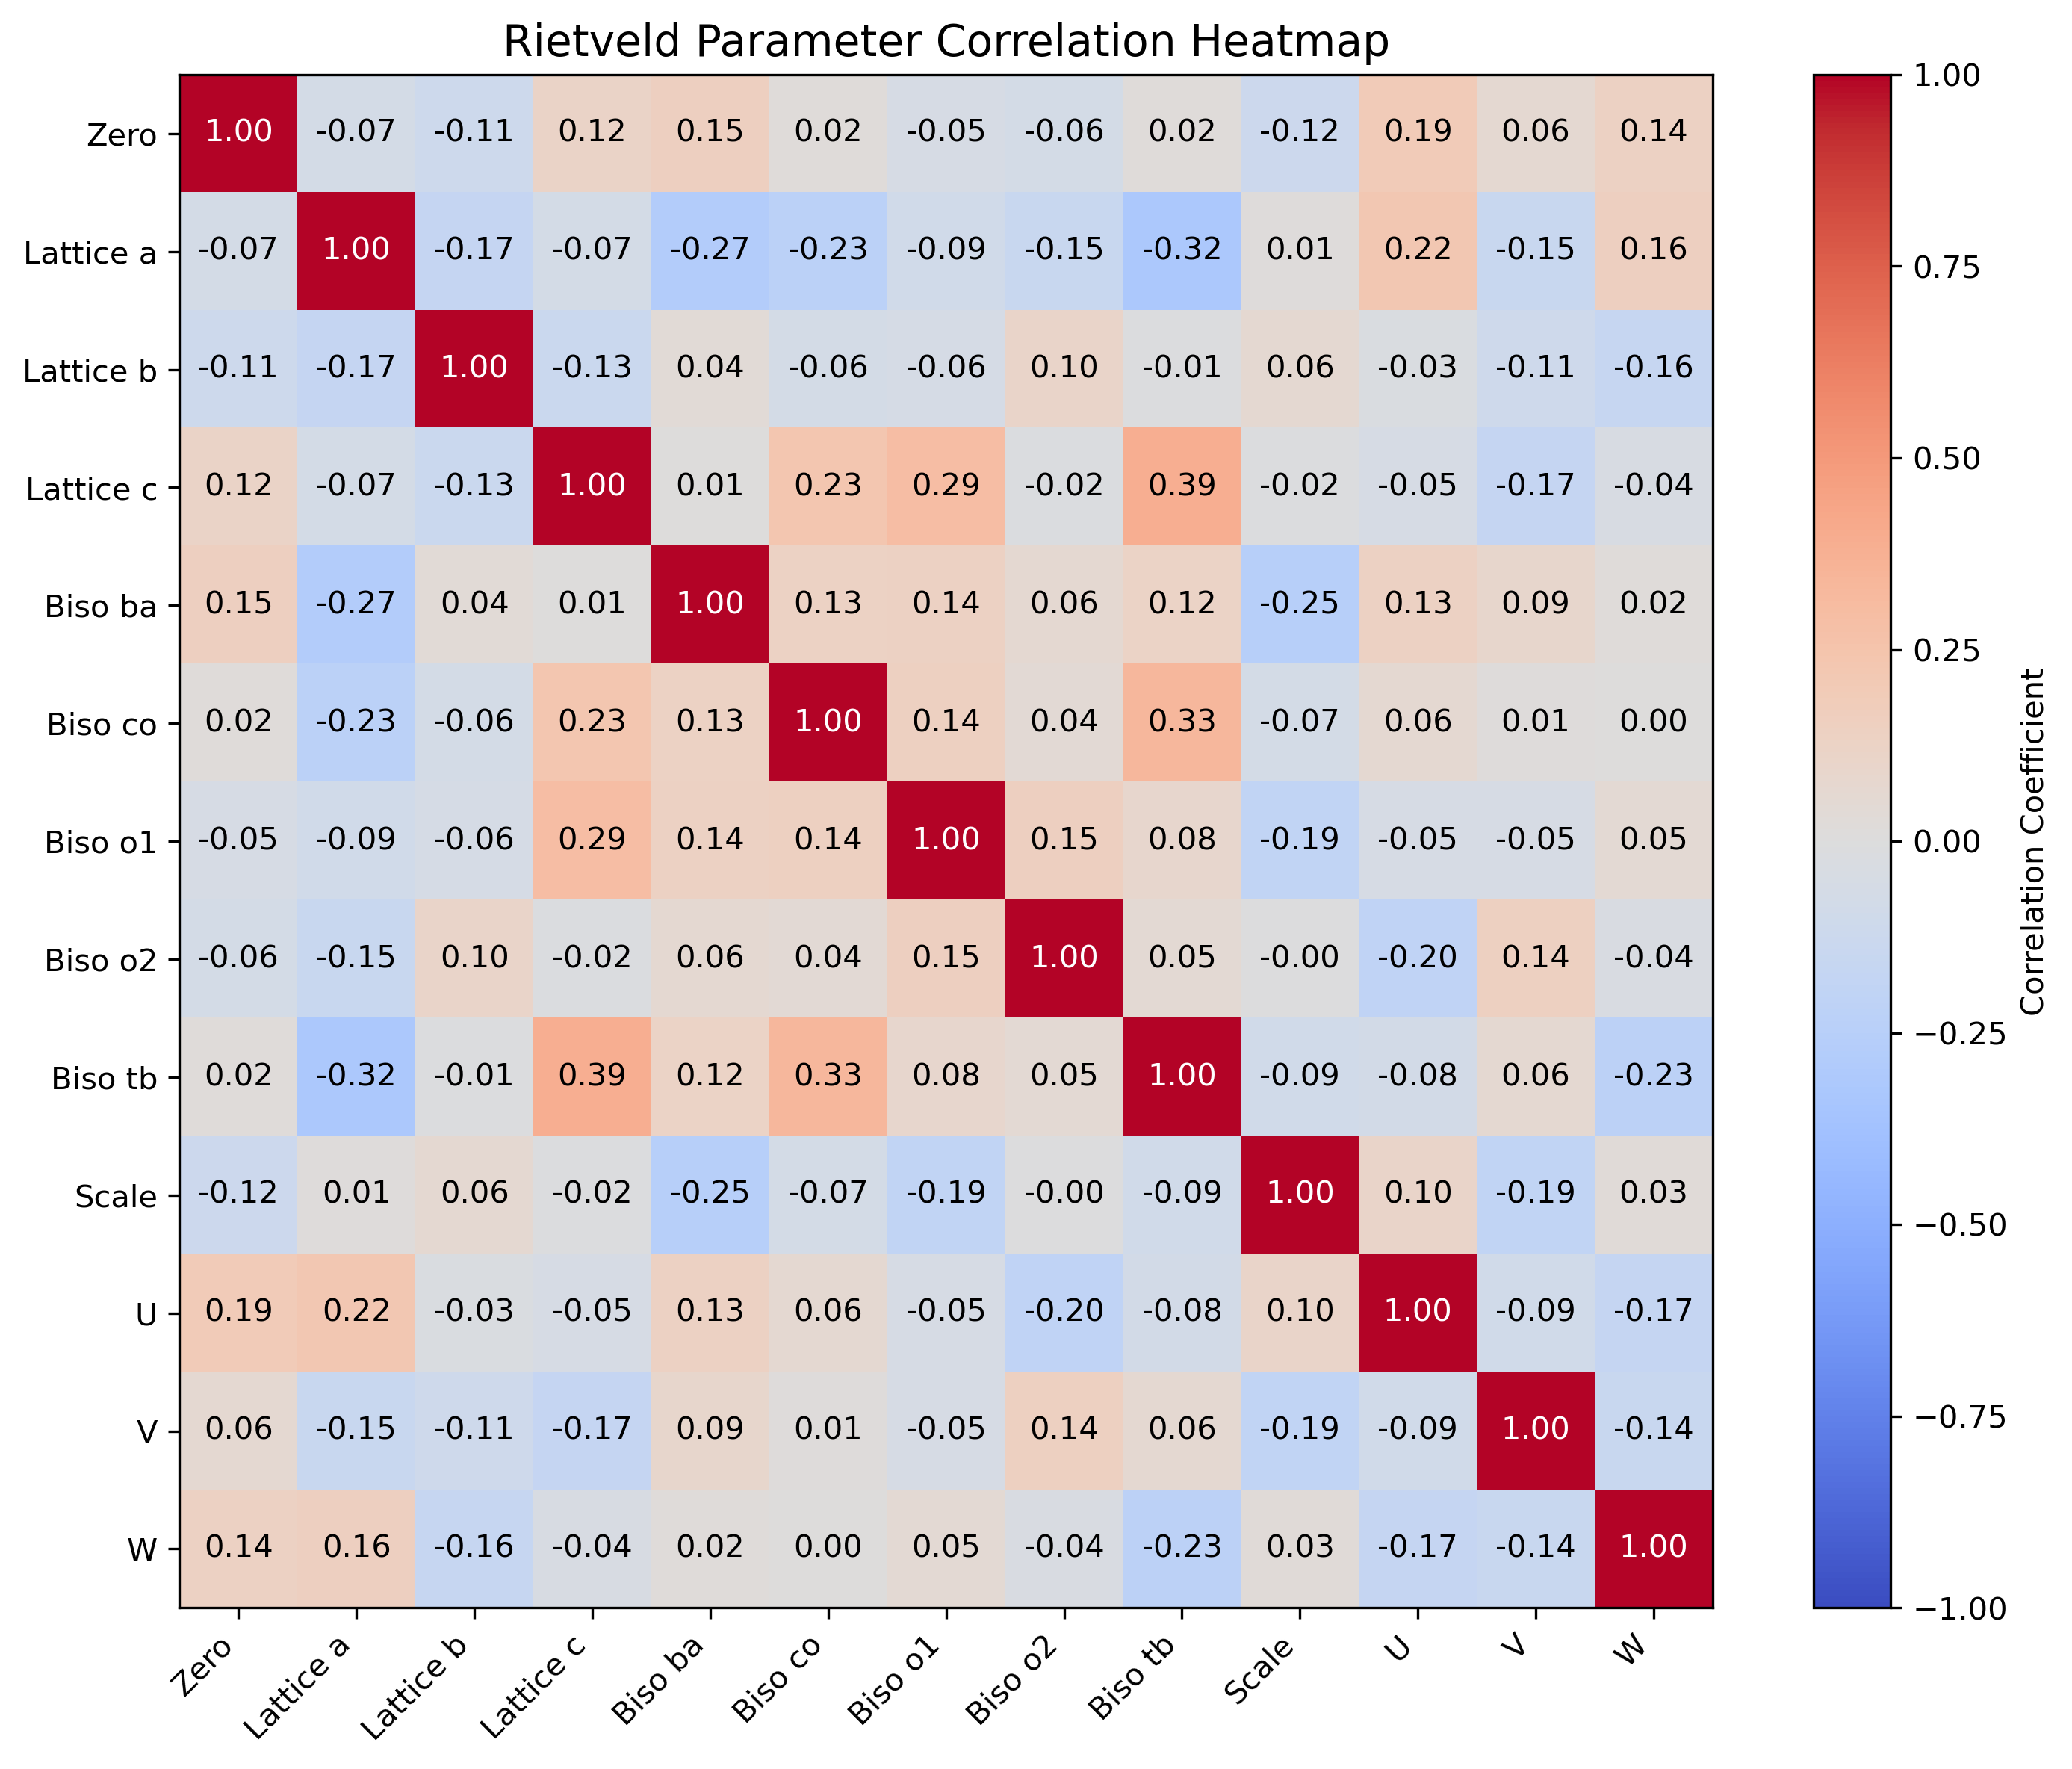 Rietveld Parameter Correlation Heatmap
Zero 1.00 -0.07 -0.11 0.12 0.15 0.02 -0.05 -0.06 0.02 -0.12 0.19 0.06 0.14
Lattice a -0.07 1.00 -0.17 -0.07 -0.27 -0.23 -0.09 -0.15 -0.32 0.01 0.22 -0.15 0.16
Lattice b -0.11 -0.17 1.00 -0.13 0.04 -0.06 -0.06 0.10 -0.01 0.06 -0.03 -0.11 -0.16
Lattice c 0.12 -0.07 -0.13 1.00 0.01 0.23 0.29 -0.02 0.39 -0.02 -0.05 -0.17 -0.04
Biso ba 0.15 -0.27 0.04 0.01 1.00 0.13 0.14 0.06 0.12 -0.25 0.13 0.09 0.02
Biso co 0.02 -0.23 -0.06 0.23 0.13 1.00 0.14 0.04 0.33 -0.07 0.06 0.01 0.00
Biso o1 -0.05 -0.09 -0.06 0.29 0.14 0.14 1.00 0.15 0.08 -0.19 -0.05 -0.05 0.05
Biso o2 -0.06 -0.15 0.10 -0.02 0.06 0.04 0.15 1.00 0.05 -0.00 -0.20 0.14 -0.04
Biso tb 0.02 -0.32 -0.01 0.39 0.12 0.33 0.08 0.05 1.00 -0.09 -0.08 0.06 -0.23
Scale -0.12 0.01 0.06 -0.02 -0.25 -0.07 -0.19 -0.00 -0.09 1.00 0.10 -0.19 0.03
U 0.19 0.22 -0.03 -0.05 0.13 0.06 -0.05 -0.20 -0.08 0.10 1.00 -0.09 -0.17
V 0.06 -0.15 -0.11 -0.17 0.09 0.01 -0.05 0.14 0.06 -0.19 -0.09 1.00 -0.14
W 0.14 0.16 -0.16 -0.04 0.02 0.00 0.05 -0.04 -0.23 0.03 -0.17 -0.14 1.00
Zero Lattice a Lattice b Lattice c Biso ba Biso co Biso o1 Biso o2 Biso tb Scale U V W
1.00
0.75
0.50
0.25
0.00
−0.25
−0.50
−0.75
−1.00
Correlation Coefficient